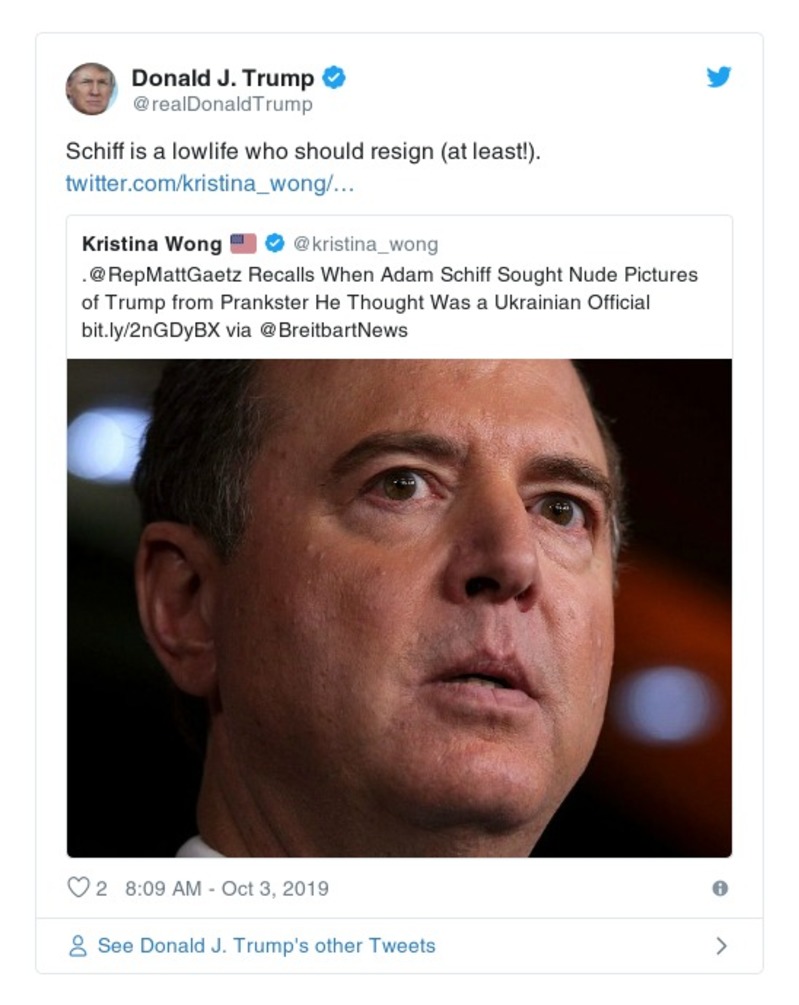 Donald J. Trump
@realDonaldTrump
Schiff is a lowlife who should resign (at least!).
twitter.com/kristina_wong/…
Kristina Wong 🇺🇸 @kristina_wong
.@RepMattGaetz Recalls When Adam Schiff Sought Nude Pictures
of Trump from Prankster He Thought Was a Ukrainian Official
bit.ly/2nGDyBX via @BreitbartNews
2 8:09 AM - Oct 3, 2019
See Donald J. Trump's other Tweets